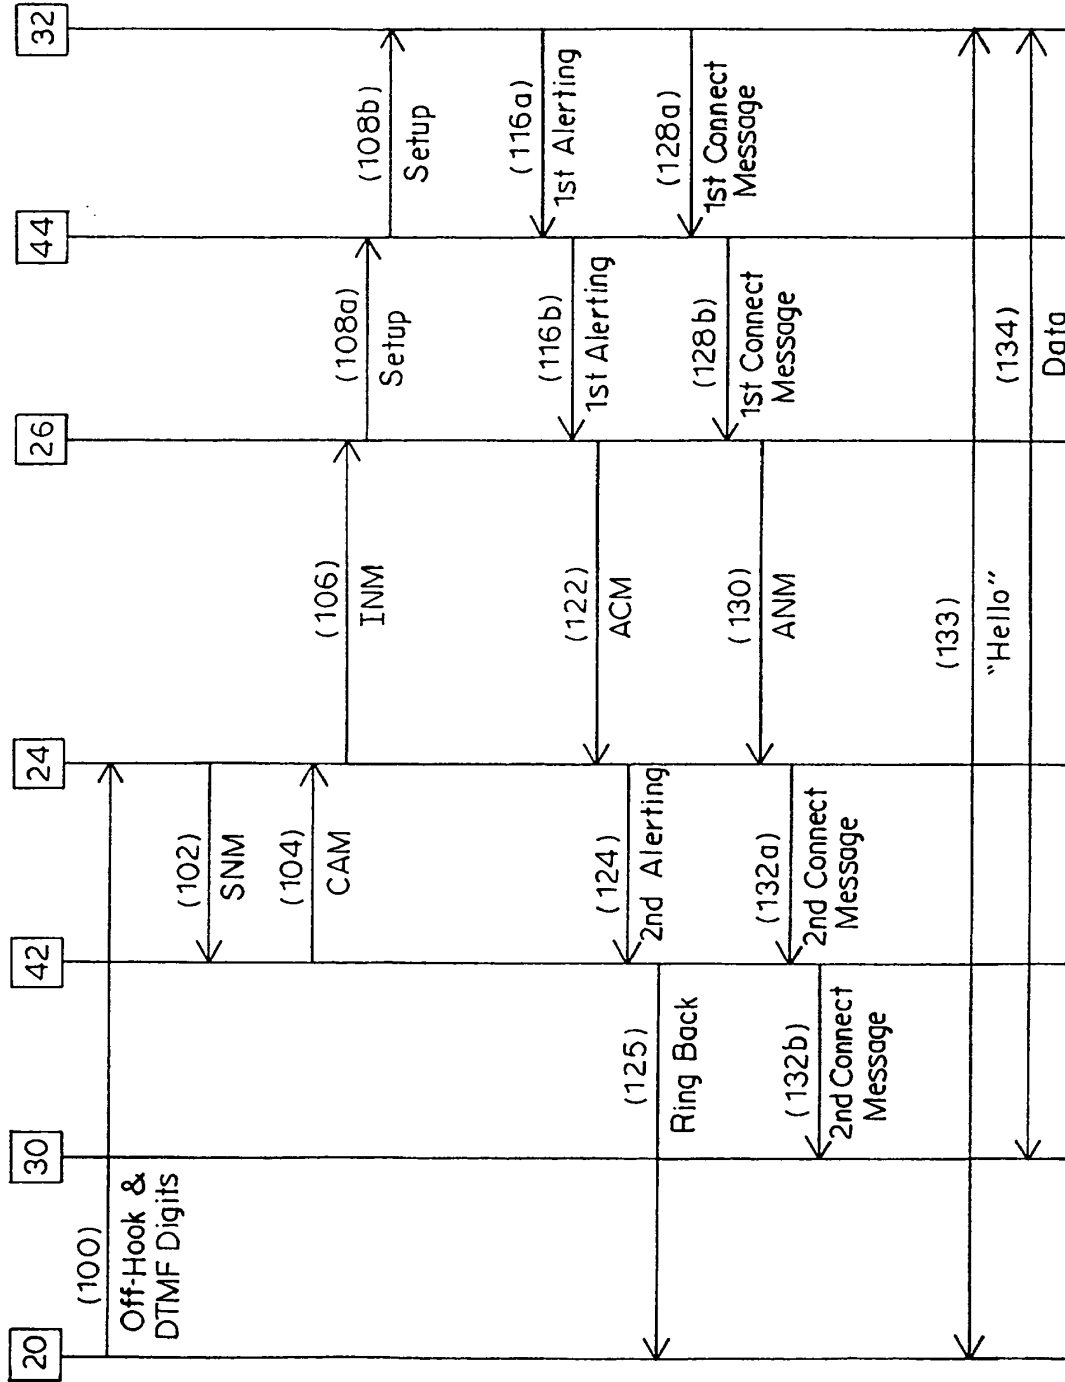 20
30
42
24
26
44
32
(100)
Off-Hook &
DTMF Digits
(102)
SNM
(104)
CAM
(106)
INM
(108a)
Setup
(108b)
Setup
(116a)
1st Alerting
(116b)
1st Alerting
(122)
ACM
(124)
2nd Alerting
(125)
Ring Back
(128a)
1st Connect
Message
(128b)
1st Connect
Message
(130)
ANM
(132a)
2nd Connect
Message
(132b)
2nd Connect
Message
(133)
"Hello"
(134)
Data